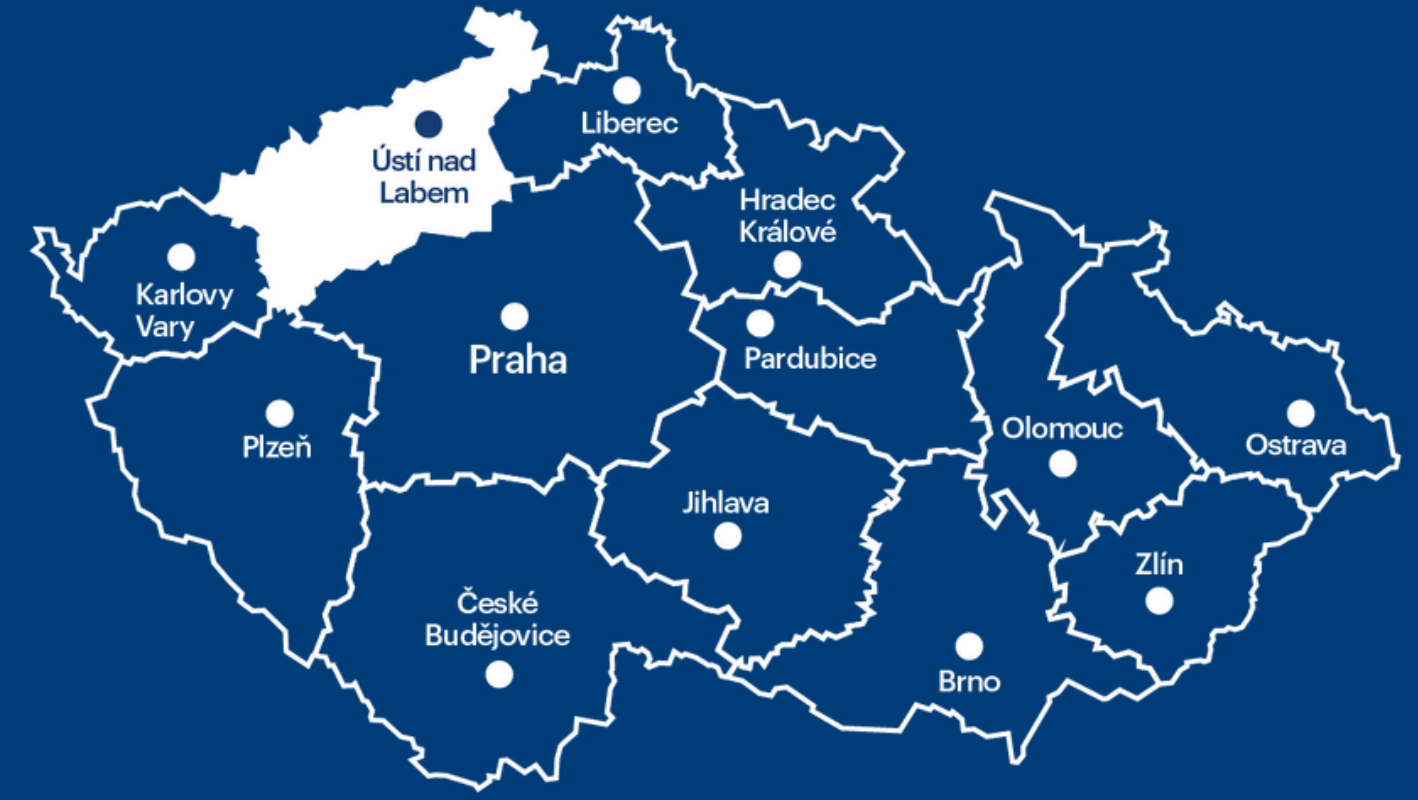 Liberec
Ústí nad
Labem
Hradec
Králové
Karlovy
Vary
Praha
Pardubice
Plzeň
Olomouc
Ostrava
Jihlava
Zlín
České
Budějovice
Brno